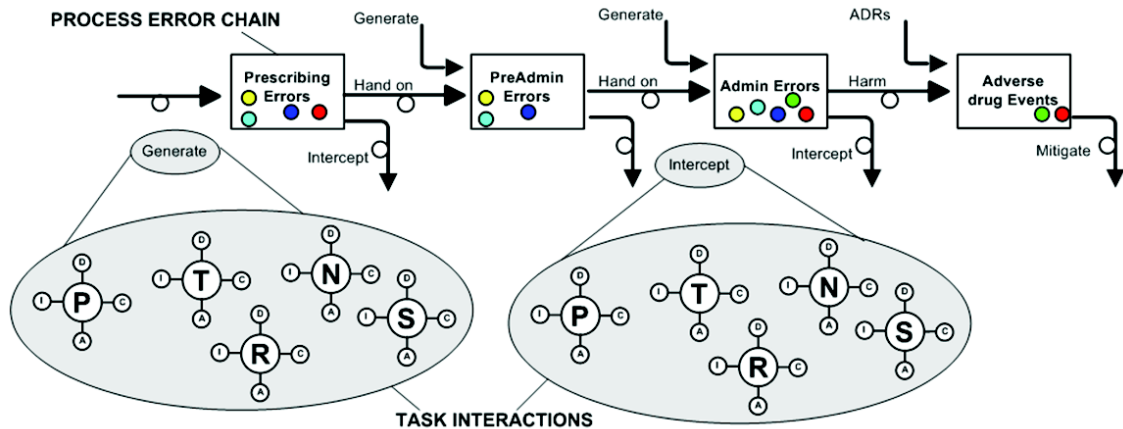 PROCESS ERROR CHAIN
Generate
Generate
ADRs
Prescribing
Errors
Hand on
PreAdmin
Errors
Hand on
Admin Errors
Harm
Adverse
drug Events
Generate
Intercept
Intercept
Intercept
Mitigate
D
I
P
C
A
D
I
T
C
A
D
I
N
C
A
D
I
S
C
A
D
I
R
C
A
D
I
P
C
A
D
I
T
C
A
D
I
N
C
A
D
I
S
C
A
D
I
R
C
A
TASK INTERACTIONS